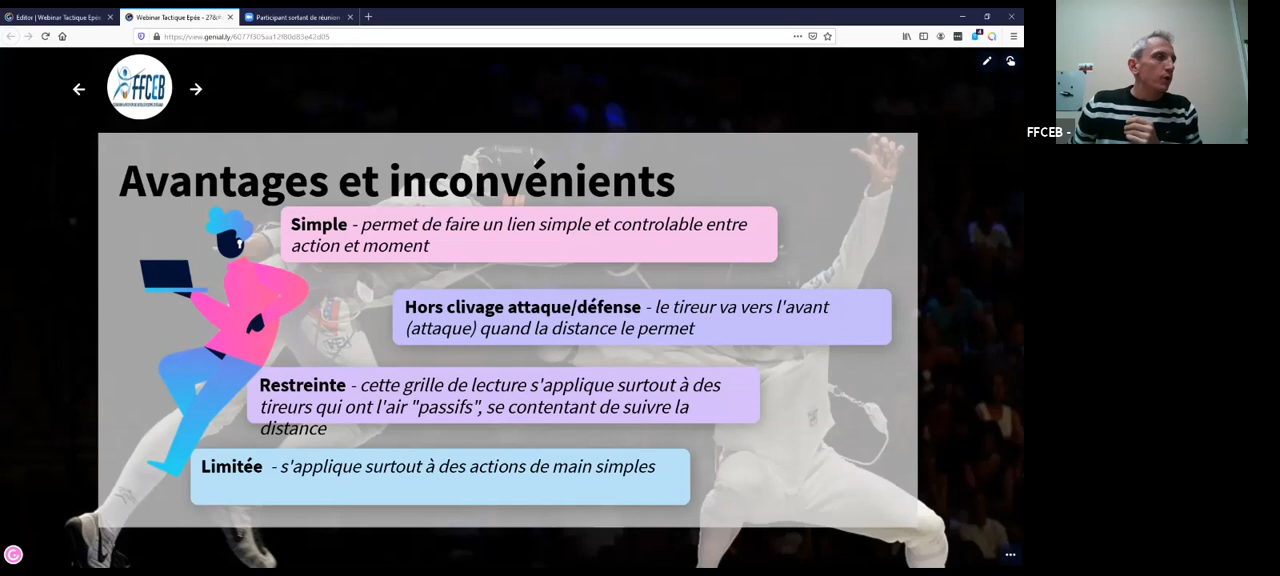 Editor | Webinar Tactique Epée
Webinar Tactique Epée - 27&#
Participant sortant de réunion
https://view.genial.ly/6077f305aa12f60d83e42d05
FFCEB
FFCEB -
Avantages et inconvénients
Simple - permet de faire un lien simple et controlable entre
action et moment
Hors clivage attaque/défense - le tireur va vers l'avant
(attaque) quand la distance le permet
Restreinte - cette grille de lecture s'applique surtout à des
tireurs qui ont l'air "passifs", se contentant de suivre la
distance
Limitée - s'applique surtout à des actions de main simples